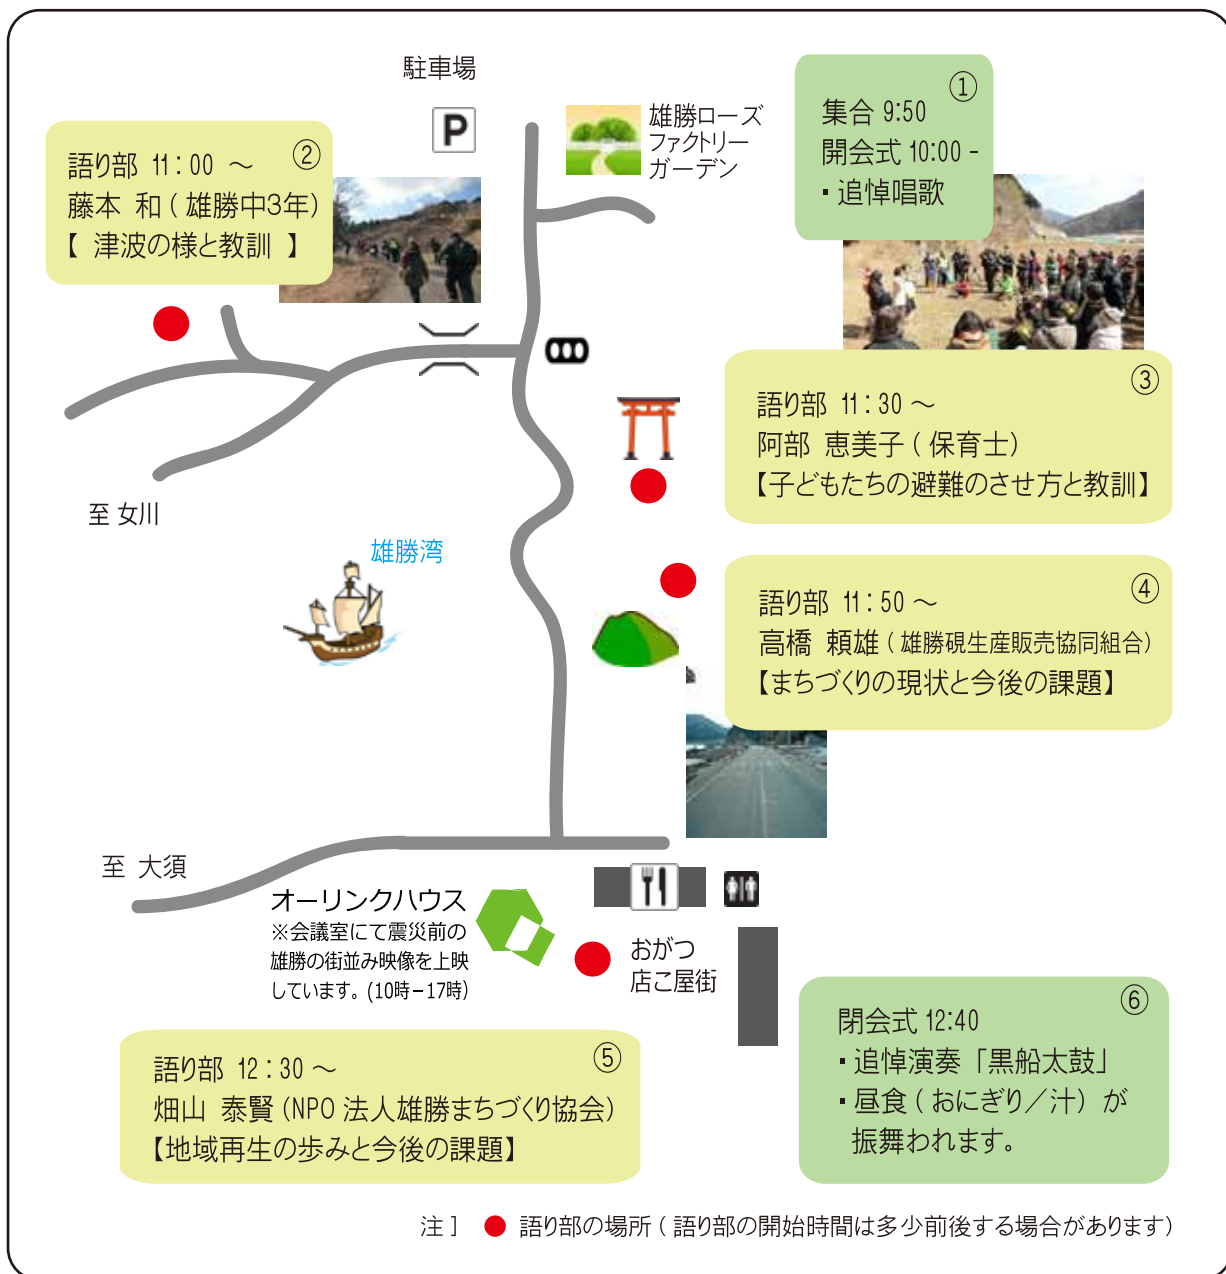 駐車場
P
雄勝ローズ
ファクトリー
ガーデン
①
集合 9:50
開会式 10:00 -
・追悼唱歌
②
語り部 11：00 ～
藤本 和 ( 雄勝中3年)
【 津波の様と教訓 】
③
語り部 11：30 ～
阿部 恵美子 ( 保育士)
【子どもたちの避難のさせ方と教訓】
至 女川
雄勝湾
④
語り部 11：50 ～
高橋 頼雄 ( 雄勝硯生産販売協同組合)
【まちづくりの現状と今後の課題】
至 大須
オーリンクハウス
※会議室にて震災前の
雄勝の街並み映像を上映
しています。(10時－17時)
おがつ
店こ屋街
⑤
語り部 12：30 ～
畑山 泰賢 (NPO 法人雄勝まちづくり協会)
【地域再生の歩みと今後の課題】
⑥
閉会式 12:40
・追悼演奏「黒船太鼓」
・昼食 ( おにぎり／汁) が
振舞われます。
注］ ● 語り部の場所 ( 語り部の開始時間は多少前後する場合があります)